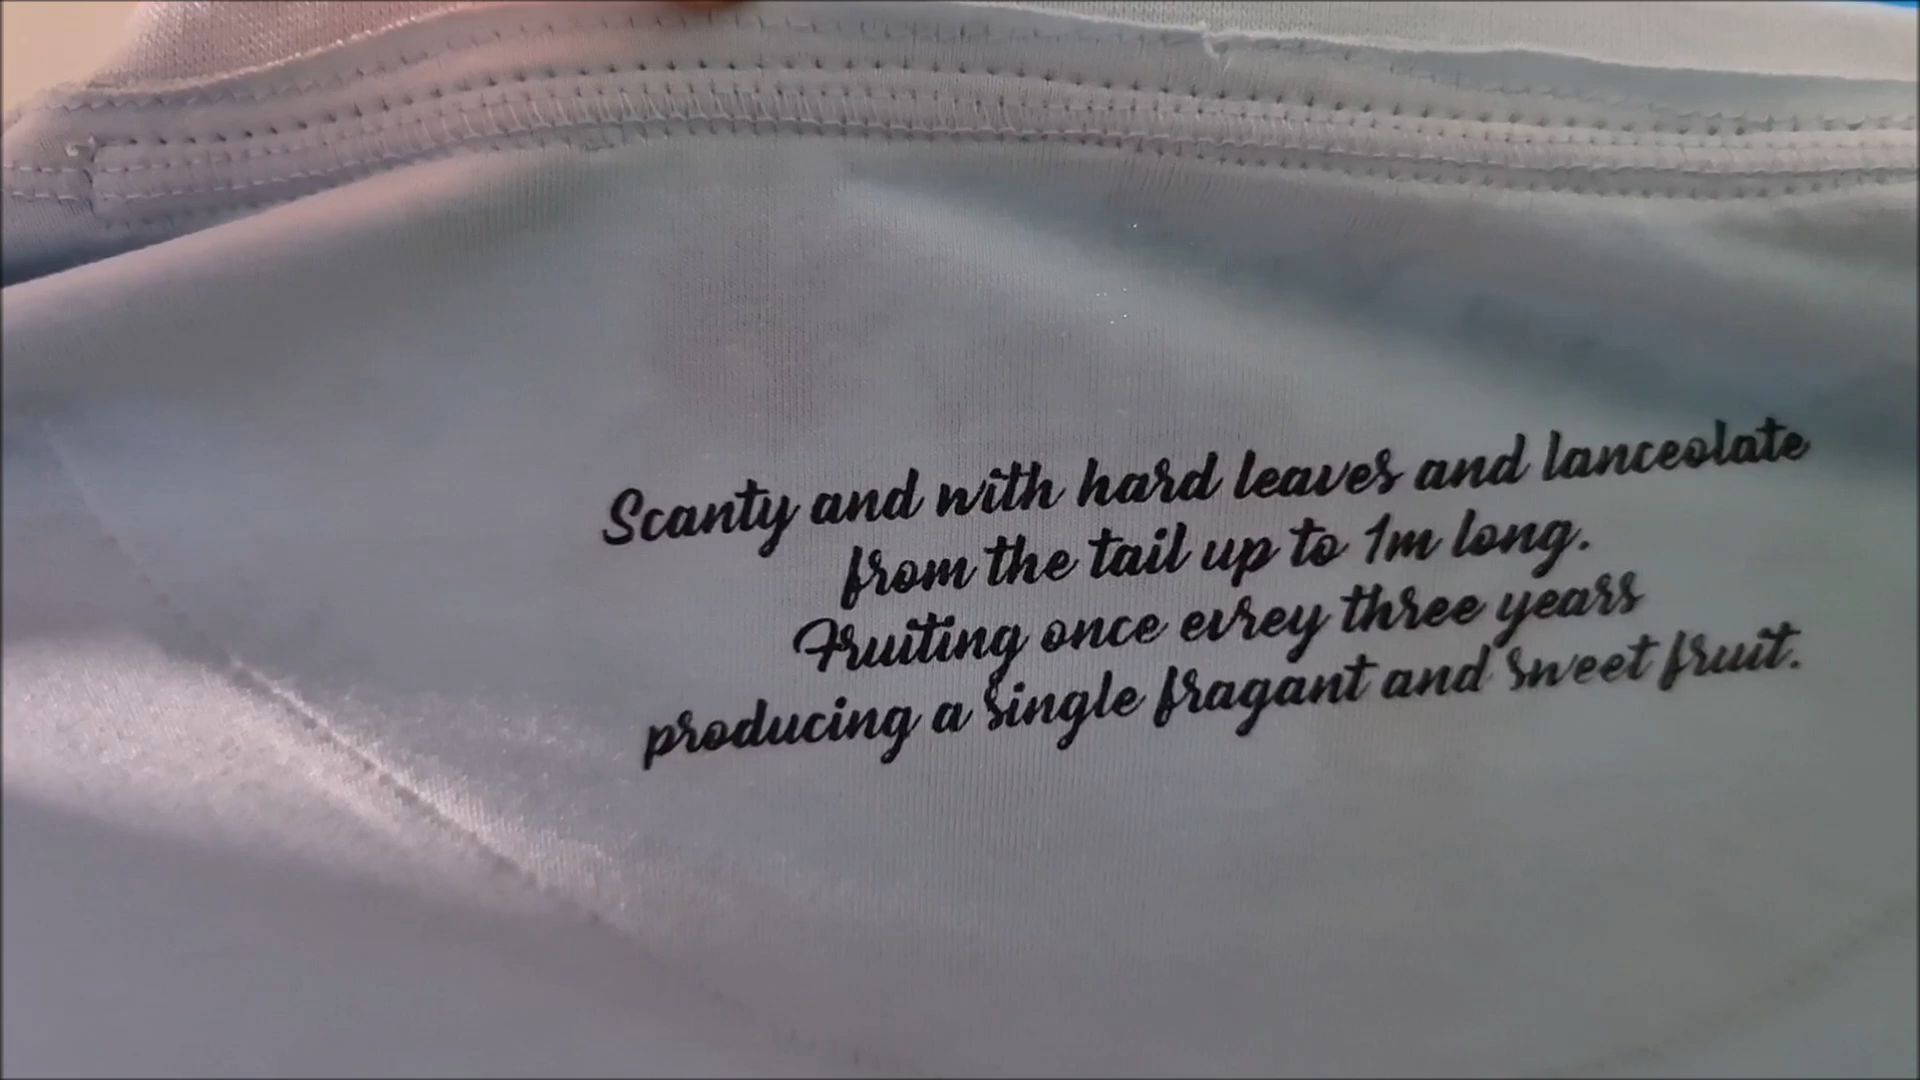 Scanty and with hard leaves and lanceolate
from the tail up to 1m long.
Fruiting once evrey three years
producing a single fragant and sweet fruit.